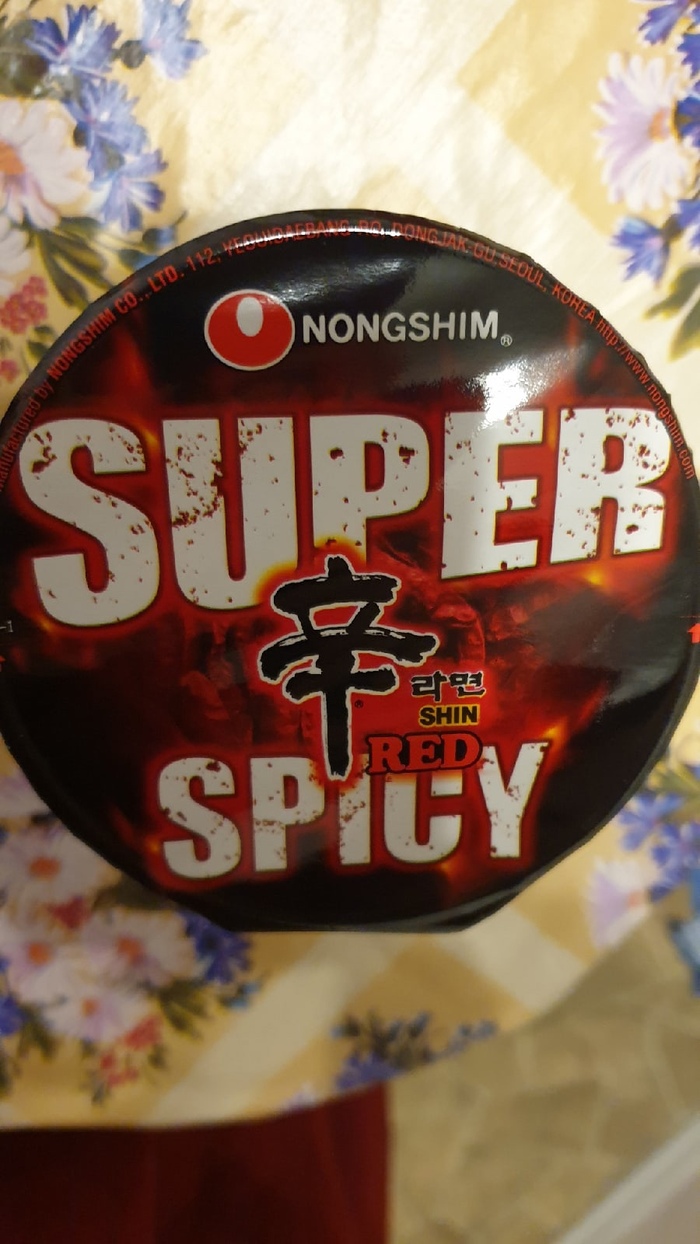 Manufactured by NONGSHIM CO., LTD. 112, YEOUIDAEBANG-RO, DONGJAK-GU, SEOUL, KOREA http://www.nongshim.com
NONGSHIM®
SUPER
辛
라면
SHIN
RED
SPICY